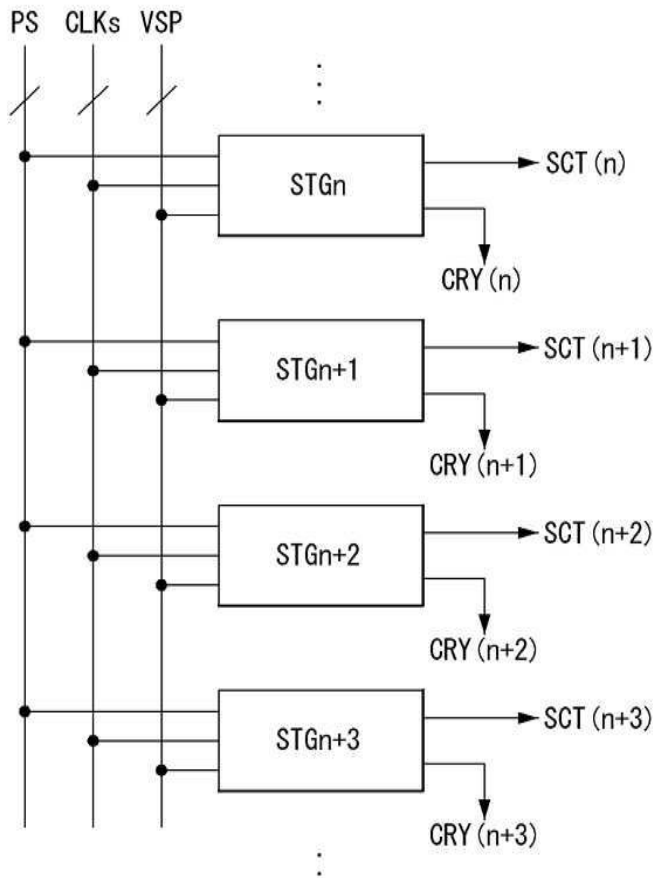 PS CLKs VSP
STGn
SCT(n)
CRY(n)
STGn+1
SCT(n+1)
CRY(n+1)
STGn+2
SCT(n+2)
CRY(n+2)
STGn+3
SCT(n+3)
CRY(n+3)